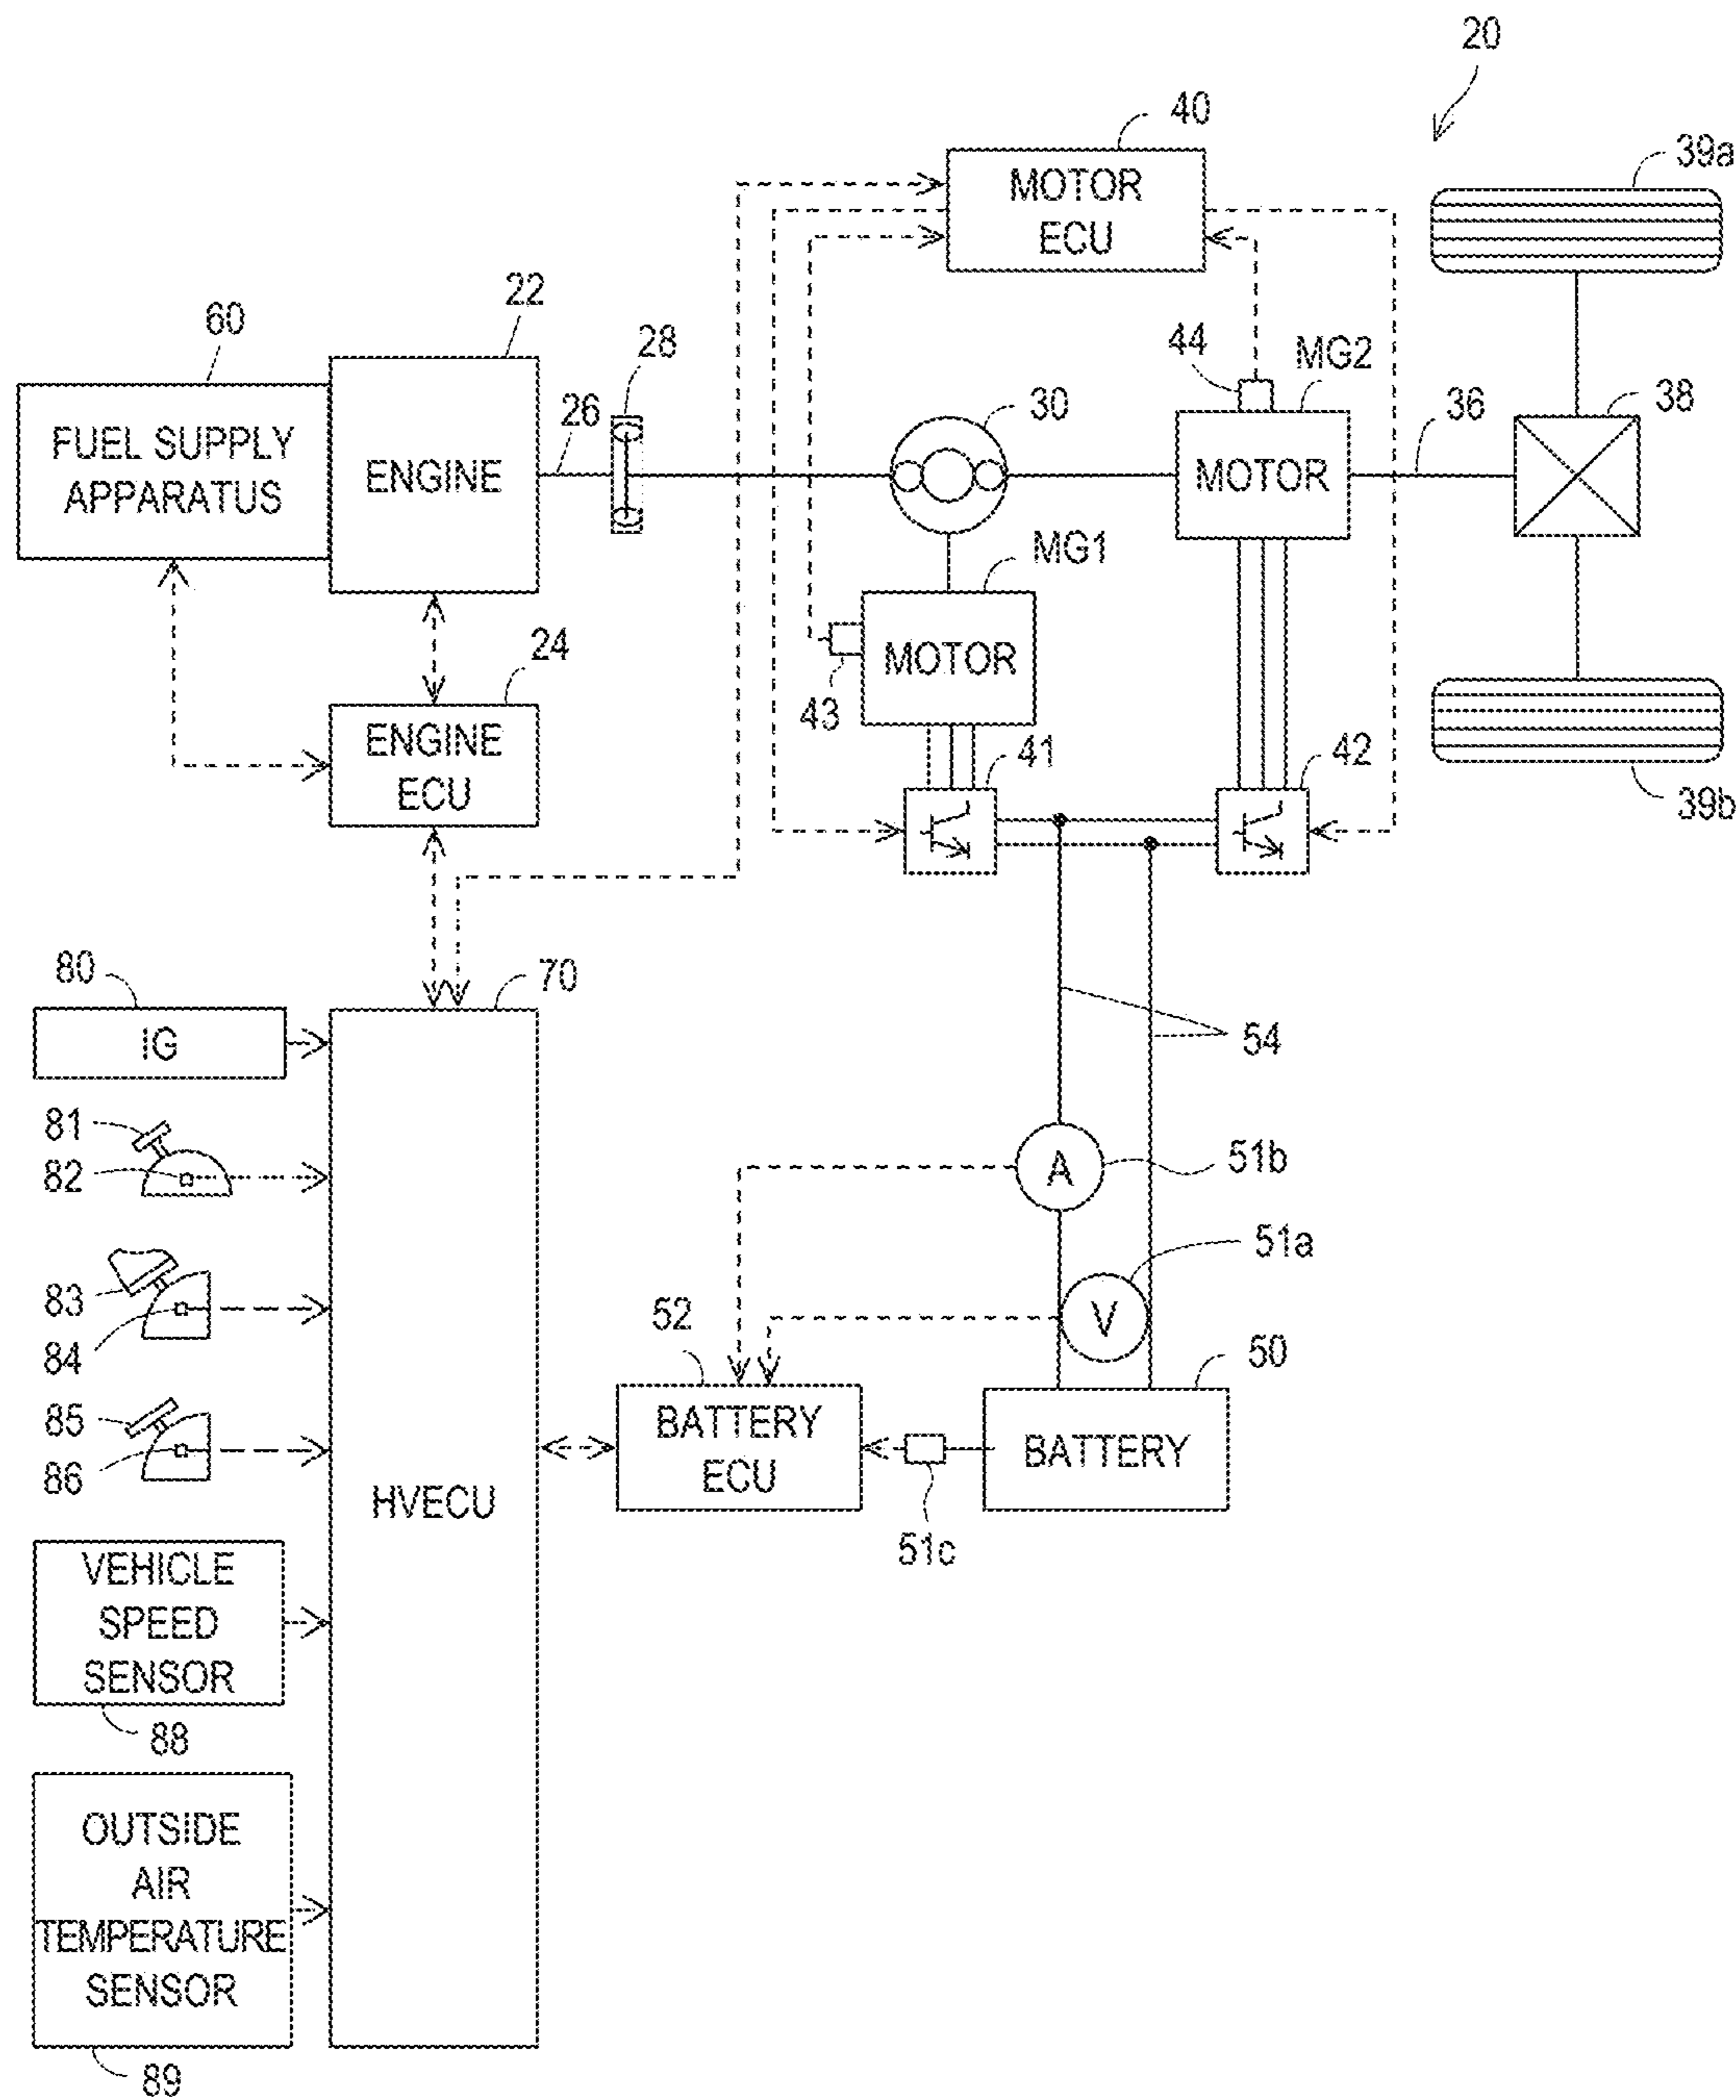 20
40
39a
MOTOR
ECU
22
60
28
44
MG2
26
30
36
38
FUEL SUPPLY
APPARATUS
ENGINE
MOTOR
MG1
24
MOTOR
43
ENGINE
ECU
41
42
39b
80
70
IG
54
81
82
51b
A
51a
83
84
52
V
50
85
86
BATTERY
ECU
BATTERY
HVECU
51c
VEHICLE
SPEED
SENSOR
88
OUTSIDE
AIR
TEMPERATURE
SENSOR
89